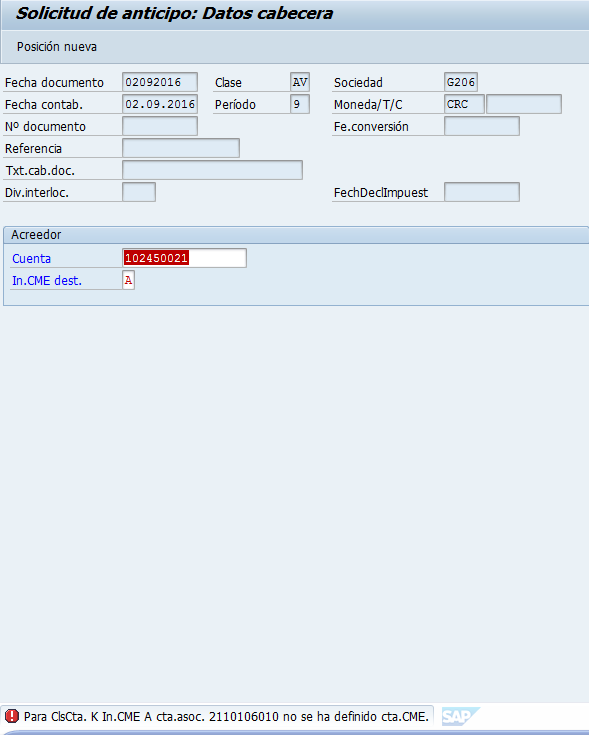 Solicitud de anticipo: Datos cabecera
Posición nueva
Fecha documento 02092016 Clase AV Sociedad G206
Fecha contab. 02.09.2016 Período 9 Moneda/T/C CRC
Nº documento Fe.conversión
Referencia
Txt.cab.doc.
Div.interloc. FechDeclImpuest
Acreedor
Cuenta 102450021
In.CME dest. A
Para ClsCta. K In.CME A cta.asoc. 2110106010 no se ha definido cta.CME. SAP